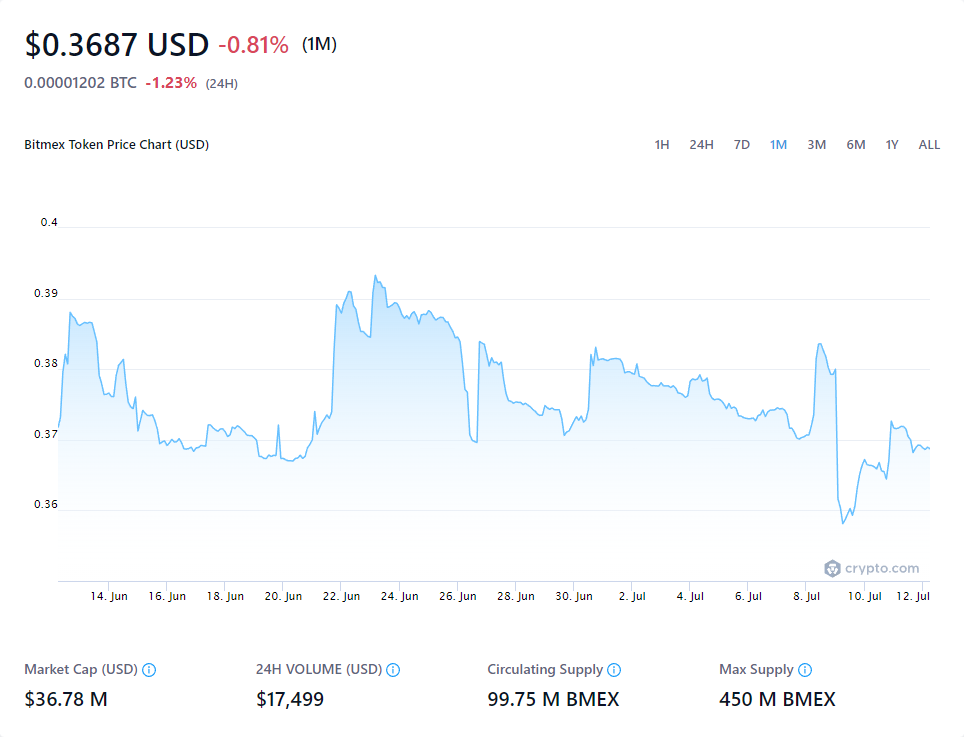 $0.3687 USD -0.81% (1M)
0.00001202 BTC -1.23% (24H)
Bitmex Token Price Chart (USD)
1H 24H 7D 1M 3M 6M 1Y ALL
0.4
0.39
0.38
0.37
0.36
crypto.com
14. Jun 16. Jun 18. Jun 20. Jun 22. Jun 24. Jun 26. Jun 28. Jun 30. Jun 2. Jul 4. Jul 6. Jul 8. Jul 10. Jul 12. Jul
Market Cap (USD) 24H VOLUME (USD) Circulating Supply Max Supply
$36.78 M $17,499 99.75 M BMEX 450 M BMEX